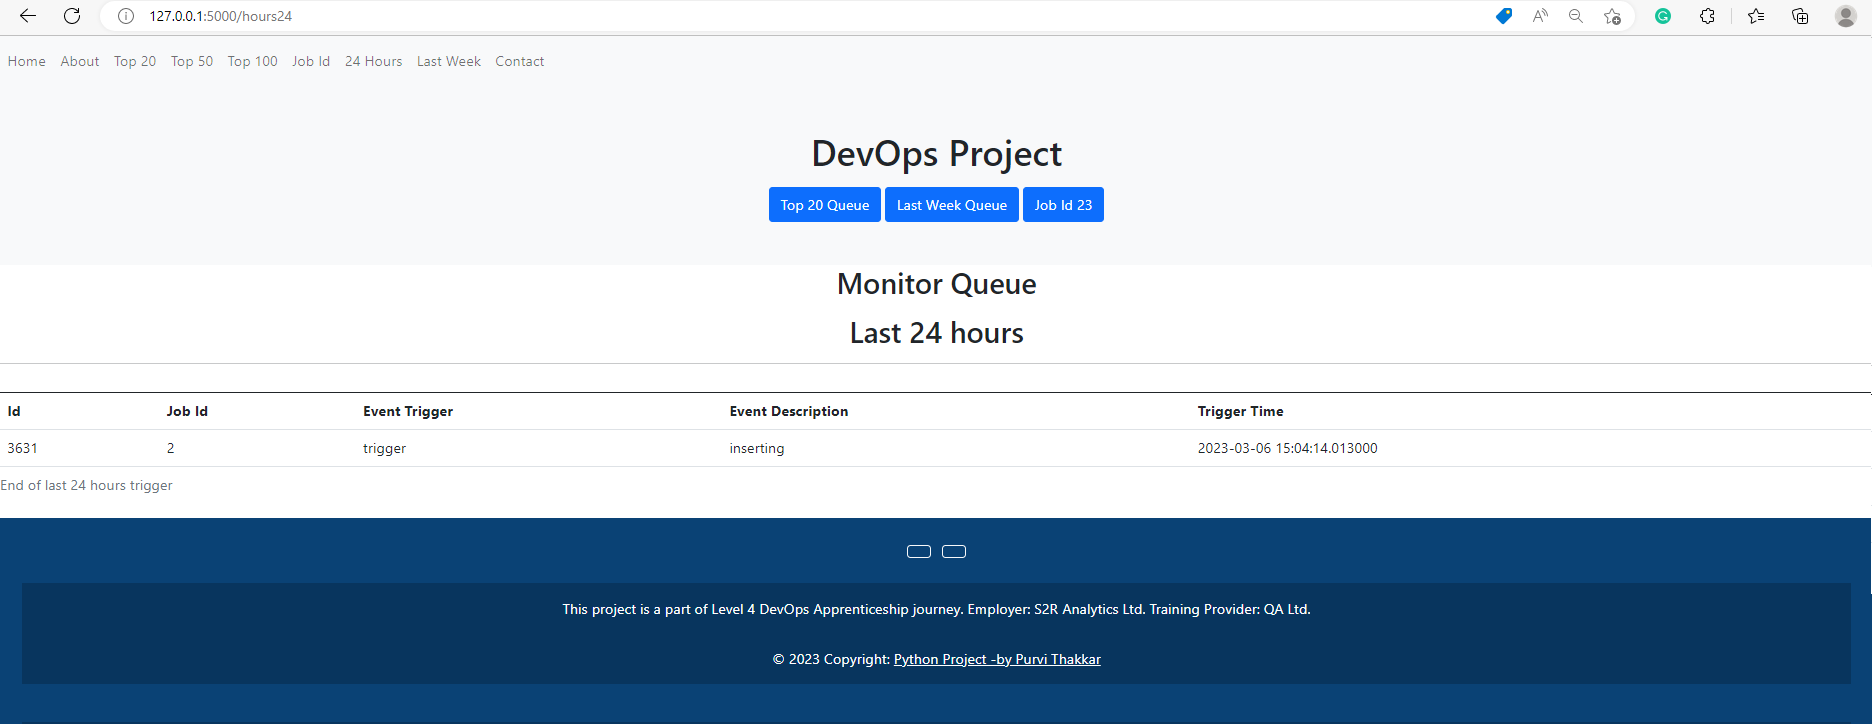 127.0.0.1:5000/hours24
Home About Top 20 Top 50 Top 100 Job Id 24 Hours Last Week Contact
DevOps Project
Top 20 Queue Last Week Queue Job Id 23
Monitor Queue
Last 24 hours
Id Job Id Event Trigger Event Description Trigger Time
3631 2 trigger inserting 2023-03-06 15:04:14.013000
End of last 24 hours trigger
This project is a part of Level 4 DevOps Apprenticeship journey. Employer: S2R Analytics Ltd. Training Provider: QA Ltd.
© 2023 Copyright: Python Project -by Purvi Thakkar